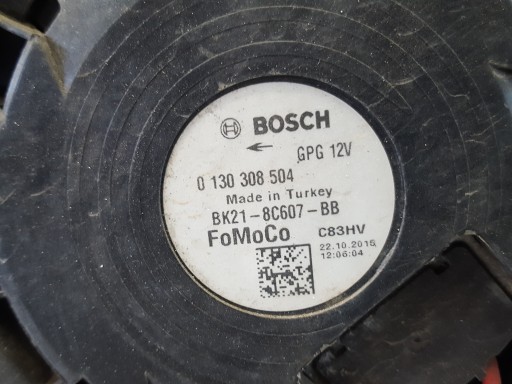 BOSCH
GPG 12V
0 130 308 504
Made in Turkey
BK21-8C607-BB
FoMoCo C83HV
22.10.2015
12:06:04